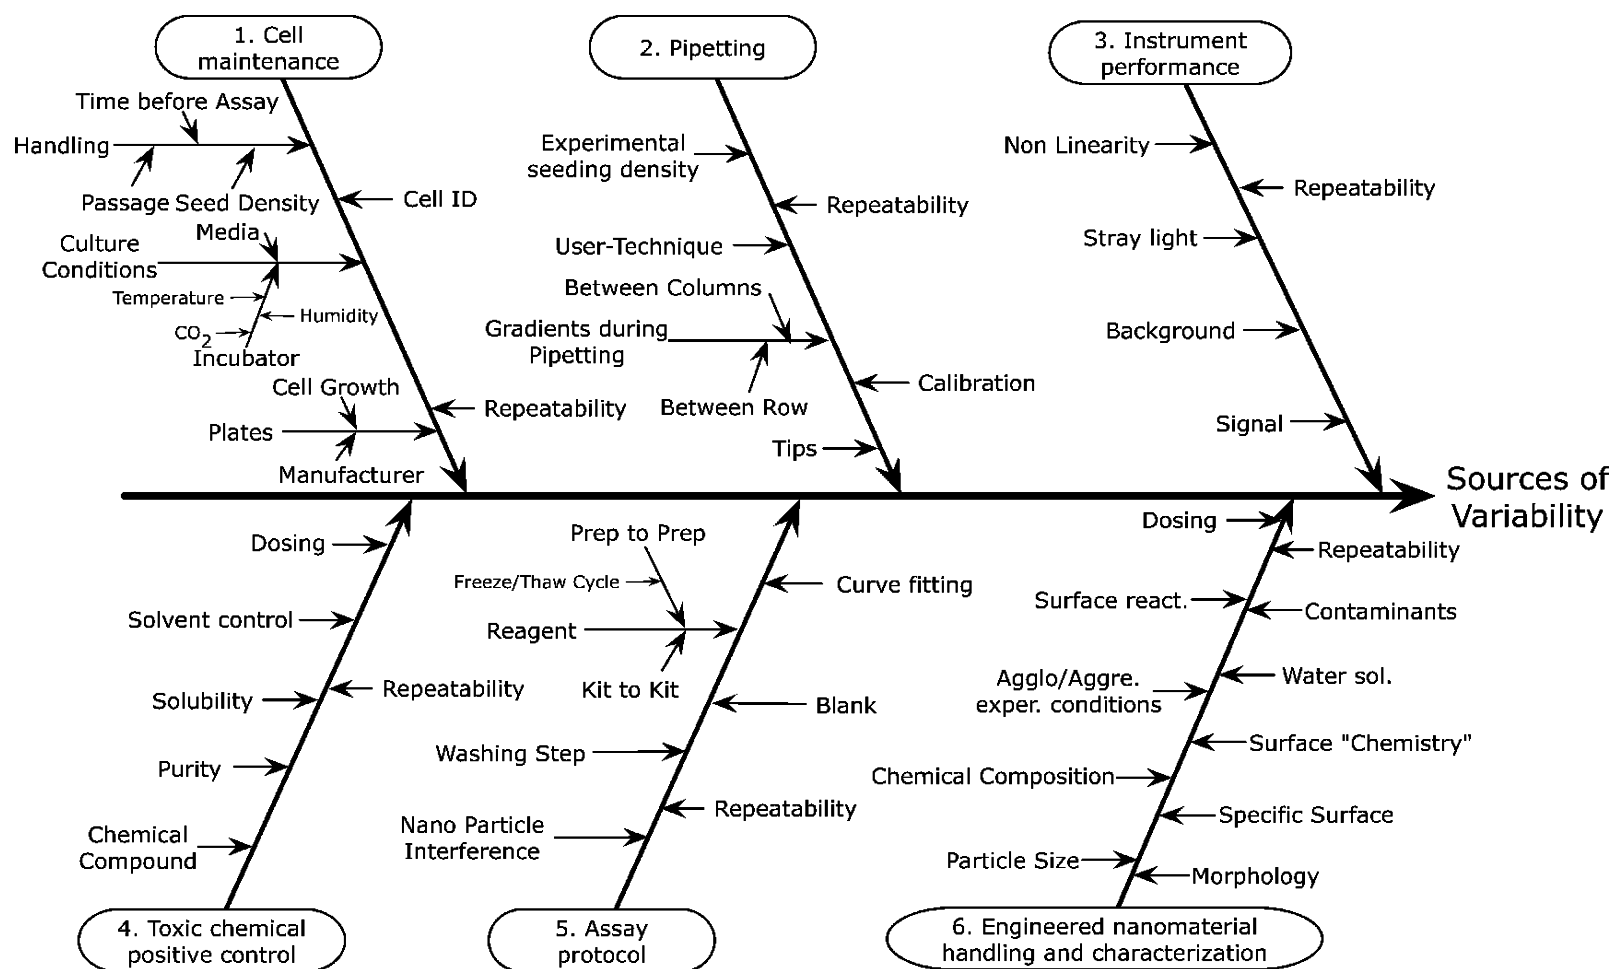 1. Cell
maintenance
Time before Assay
Handling
Passage
Seed Density
Cell ID
Media
Culture
Conditions
Temperature
Humidity
CO2
Incubator
Cell Growth
Repeatability
Plates
Manufacturer
2. Pipetting
Experimental
seeding density
Repeatability
User-Technique
Between Columns
Gradients during
Pipetting
Between Row
Calibration
Tips
3. Instrument
performance
Non Linearity
Repeatability
Stray light
Background
Signal
Sources of
Variability
Dosing
Solvent control
Repeatability
Solubility
Purity
Chemical
Compound
4. Toxic chemical
positive control
Prep to Prep
Freeze/Thaw Cycle
Curve fitting
Reagent
Kit to Kit
Blank
Washing Step
Repeatability
Nano Particle
Interference
5. Assay
protocol
Dosing
Repeatability
Surface react.
Contaminants
Water sol.
Agglo/Aggre.
exper. conditions
Surface "Chemistry"
Chemical Composition
Specific Surface
Particle Size
Morphology
6. Engineered nanomaterial
handling and characterization